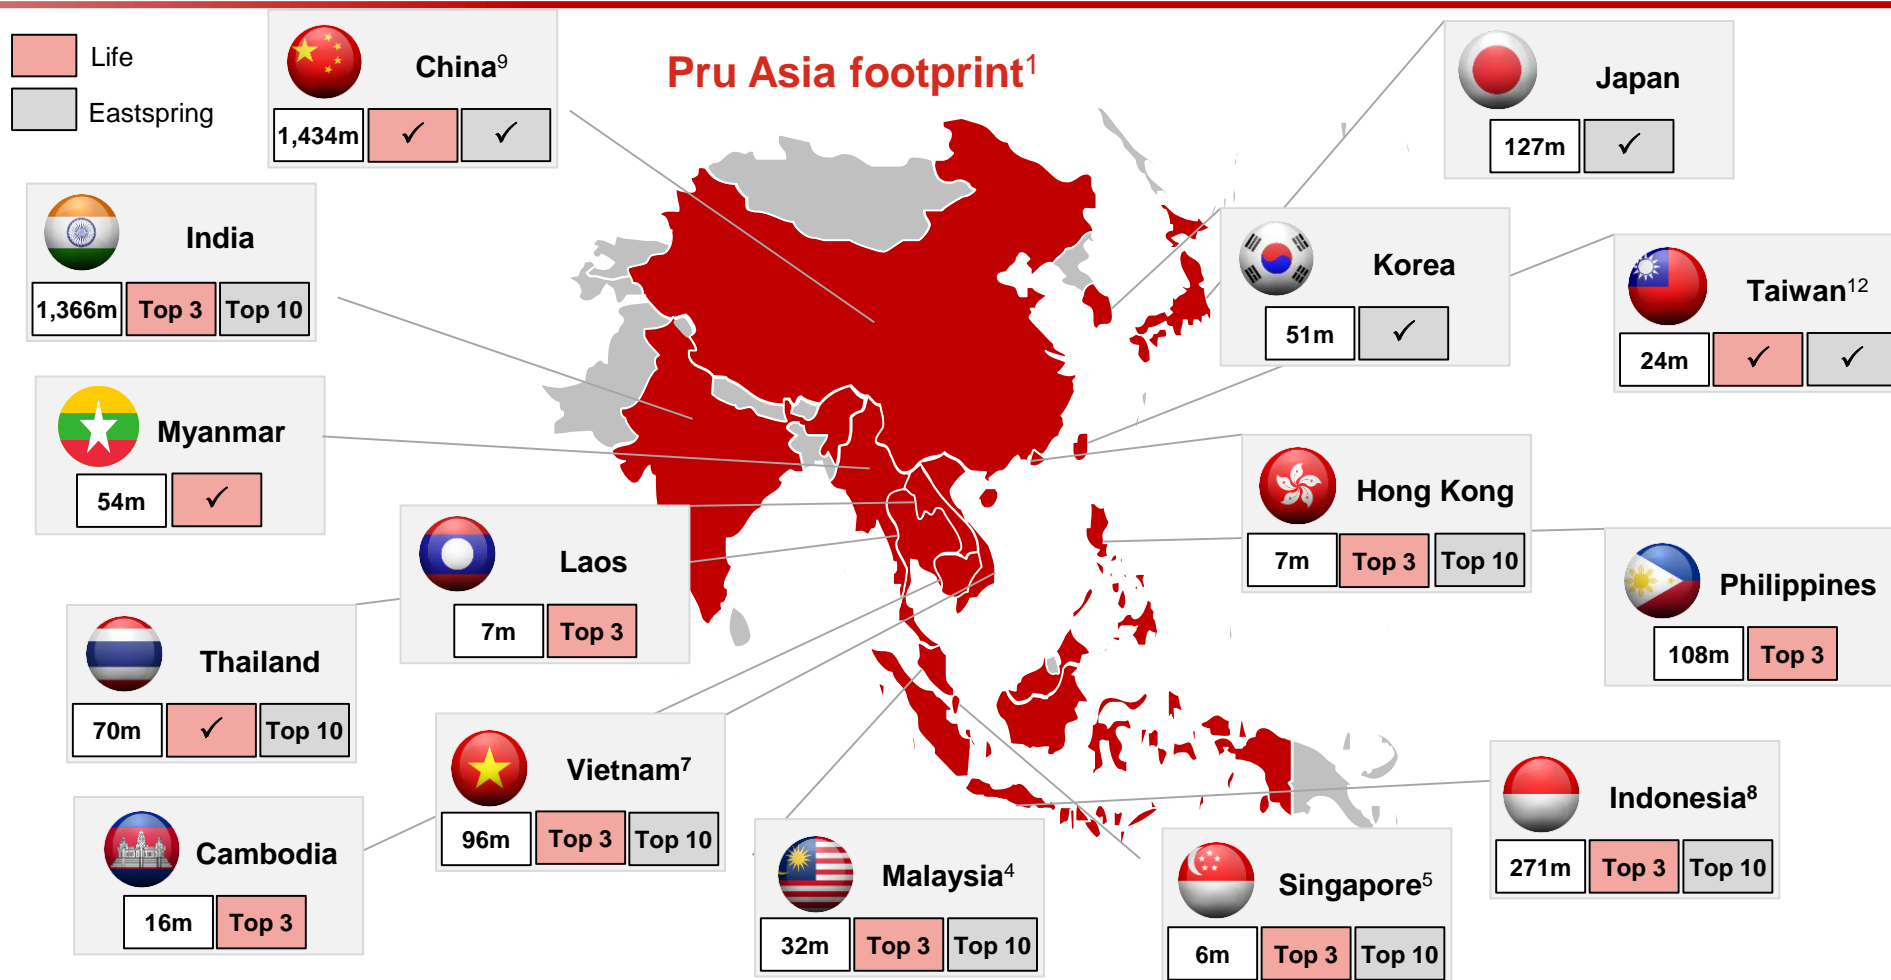 Life
Eastspring
Pru Asia footprint1
China9
1,434m ✓ ✓
Japan
127m ✓
India
1,366m Top 3 Top 10
Korea
51m ✓
Taiwan12
24m ✓ ✓
Myanmar
54m ✓
Hong Kong
7m Top 3 Top 10
Laos
7m Top 3
Philippines
108m Top 3
Thailand
70m ✓ Top 10
Vietnam7
96m Top 3 Top 10
Indonesia8
271m Top 3 Top 10
Cambodia
16m Top 3
Malaysia4
32m Top 3 Top 10
Singapore5
6m Top 3 Top 10